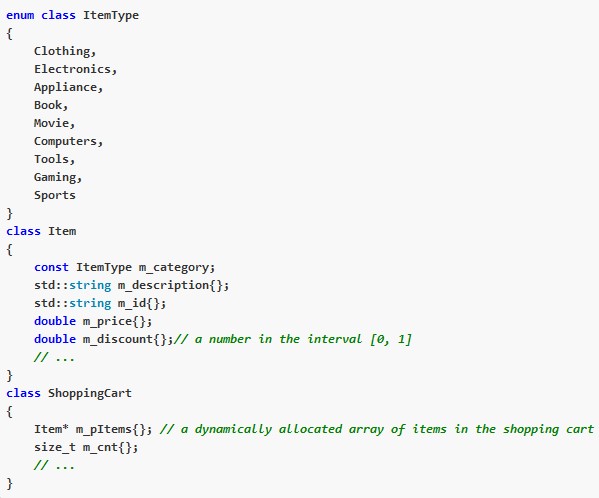 enum class ItemType
{
    Clothing,
    Electronics,
    Appliance,
    Book,
    Movie,
    Computers,
    Tools,
    Gaming,
    Sports
}
class Item
{
    const ItemType m_category;
    std::string m_description{};
    std::string m_id{};
    double m_price{};
    double m_discount{};// a number in the interval [0, 1]
    // ...
}
class ShoppingCart
{
    Item* m_pItems{}; // a dynamically allocated array of items in the shopping cart
    size_t m_cnt{};
    // ...
}